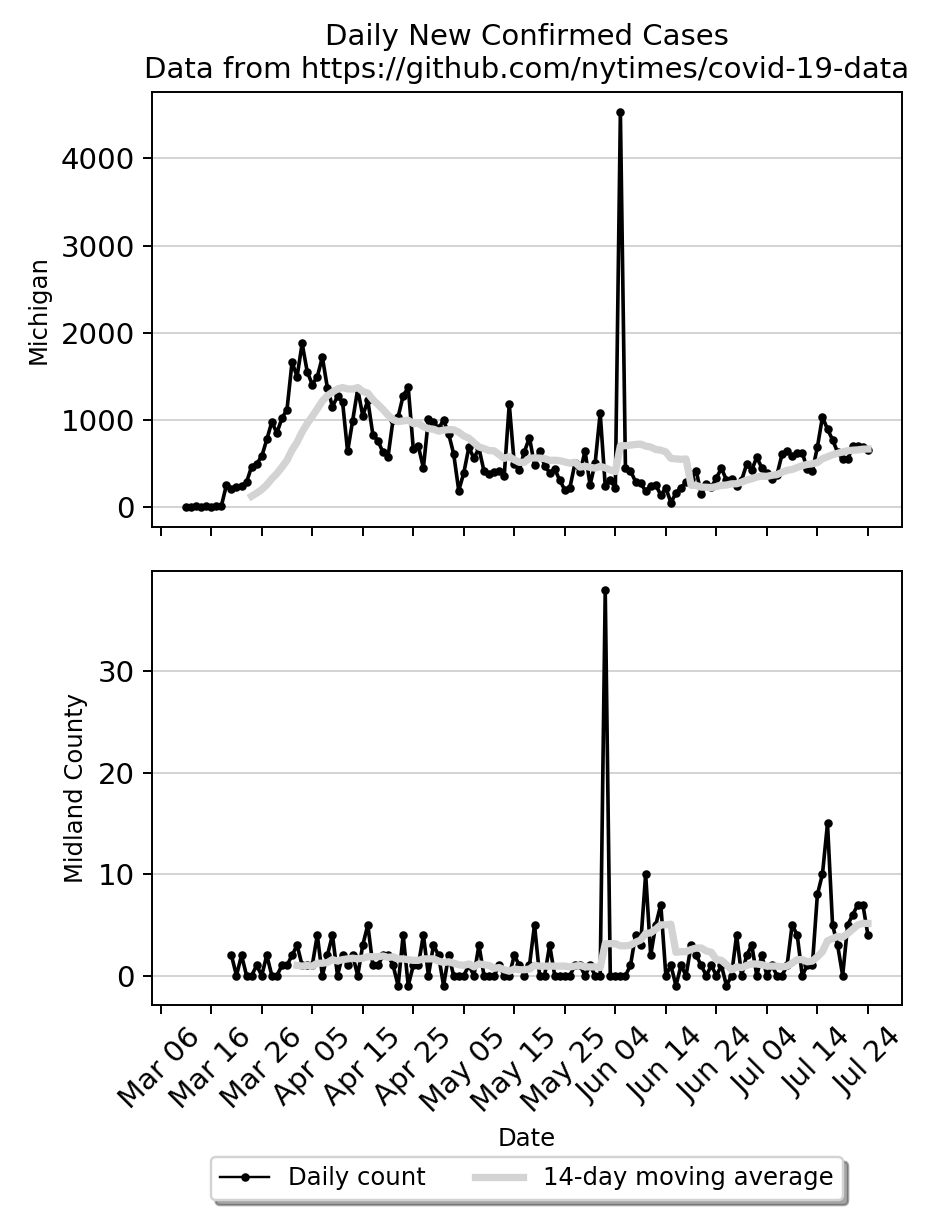 Daily New Confirmed Cases
Data from https://github.com/nytimes/covid-19-data
Michigan
4000
3000
2000
1000
0
Midland County
30
20
10
0
Mar 06
Mar 16
Mar 26
Apr 05
Apr 15
Apr 25
May 05
May 15
May 25
Jun 04
Jun 14
Jun 24
Jul 04
Jul 14
Jul 24
Date
Daily count
14-day moving average